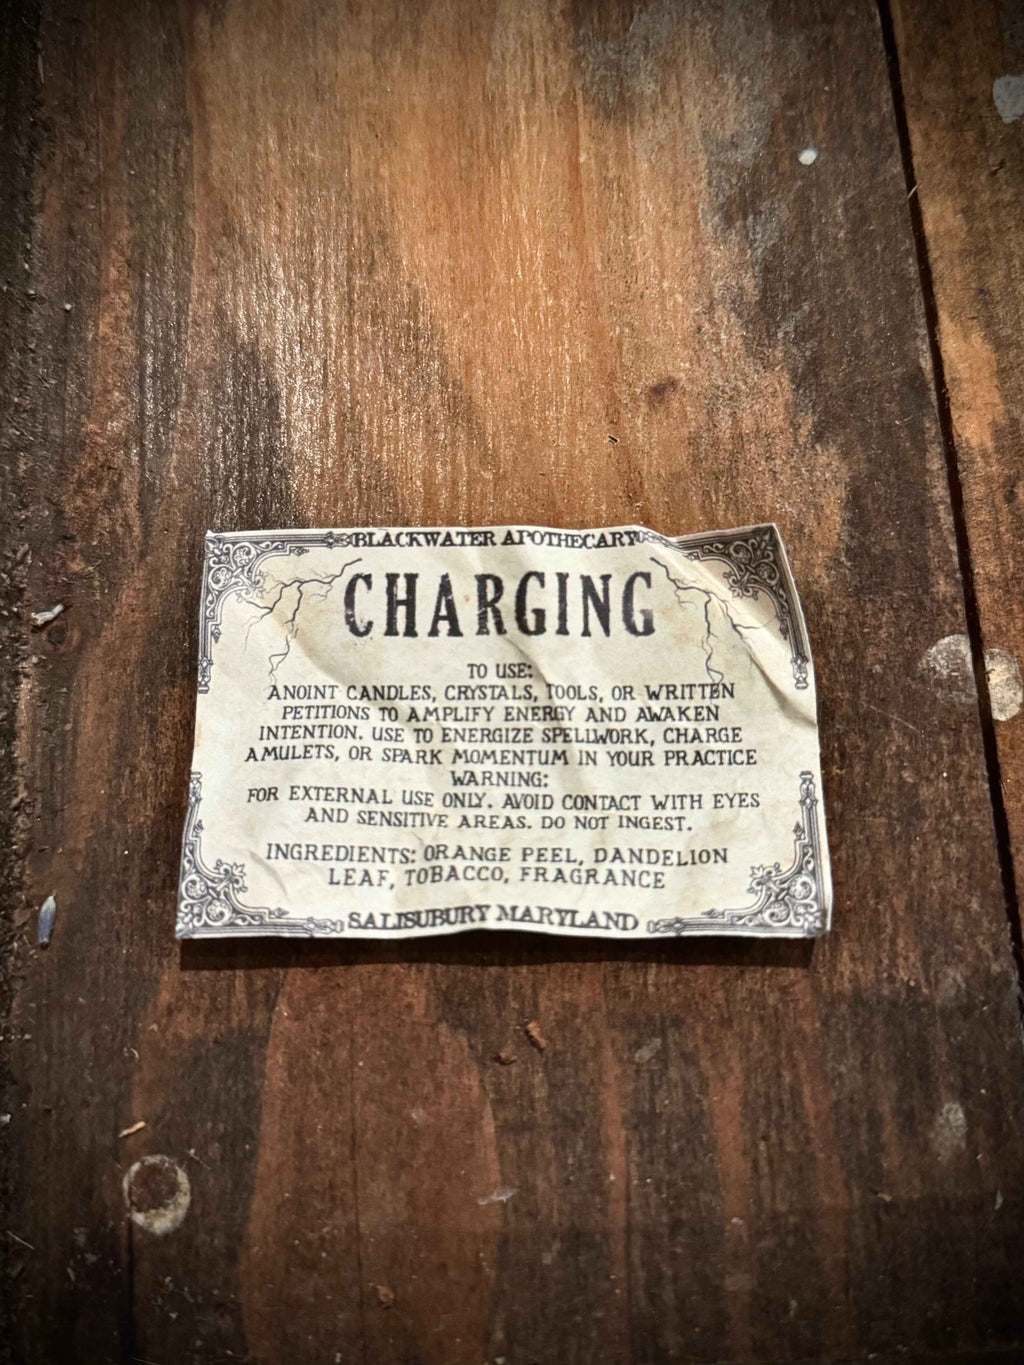 BLACKWATER APOTHECARY
CHARGING
TO USE:
ANOINT CANDLES, CRYSTALS, TOOLS, OR WRITTEN
PETITIONS TO AMPLIFY ENERGY AND AWAKEN
INTENTION. USE TO ENERGIZE SPELLWORK, CHARGE
AMULETS, OR SPARK MOMENTUM IN YOUR PRACTICE
WARNING:
FOR EXTERNAL USE ONLY. AVOID CONTACT WITH EYES
AND SENSITIVE AREAS. DO NOT INGEST.
INGREDIENTS: ORANGE PEEL, DANDELION
LEAF, TOBACCO, FRAGRANCE
SALISUBURY MARYLAND